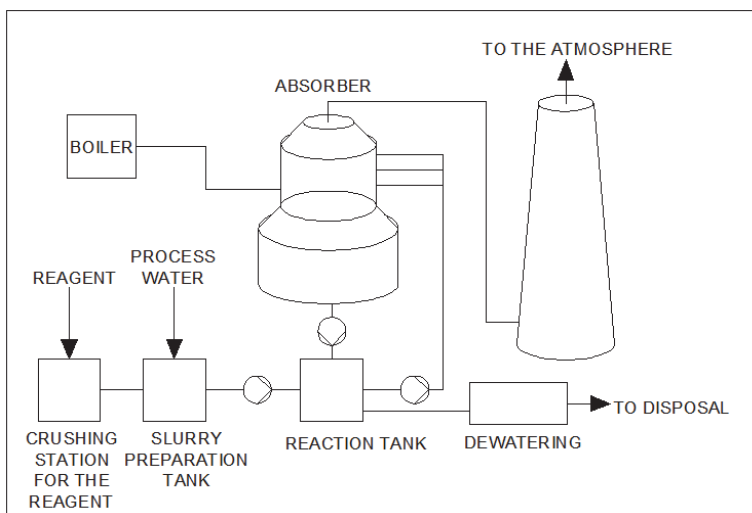 TO THE ATMOSPHERE
ABSORBER
BOILER
PROCESS
WATER
REAGENT
CRUSHING
STATION
FOR THE
REAGENT
SLURRY
PREPARATION
TANK
REACTION TANK
DEWATERING
TO DISPOSAL